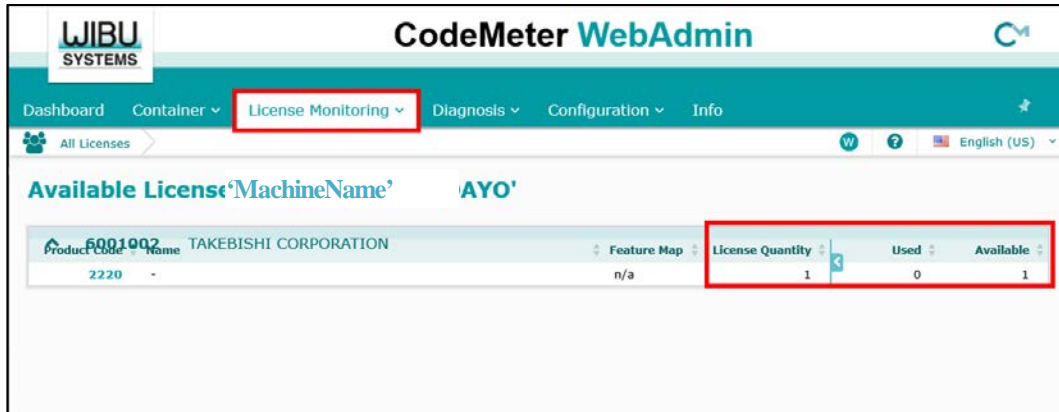 WIBU
SYSTEMS
CodeMeter WebAdmin
CM
Dashboard Container License Monitoring Diagnosis Configuration Info
All Licenses W ? English (US)
Available License 'MachineName' AYO'
6001002 TAKEBISHI CORPORATION
Product Code Name Feature Map License Quantity Used Available
2220 - n/a 1 0 1